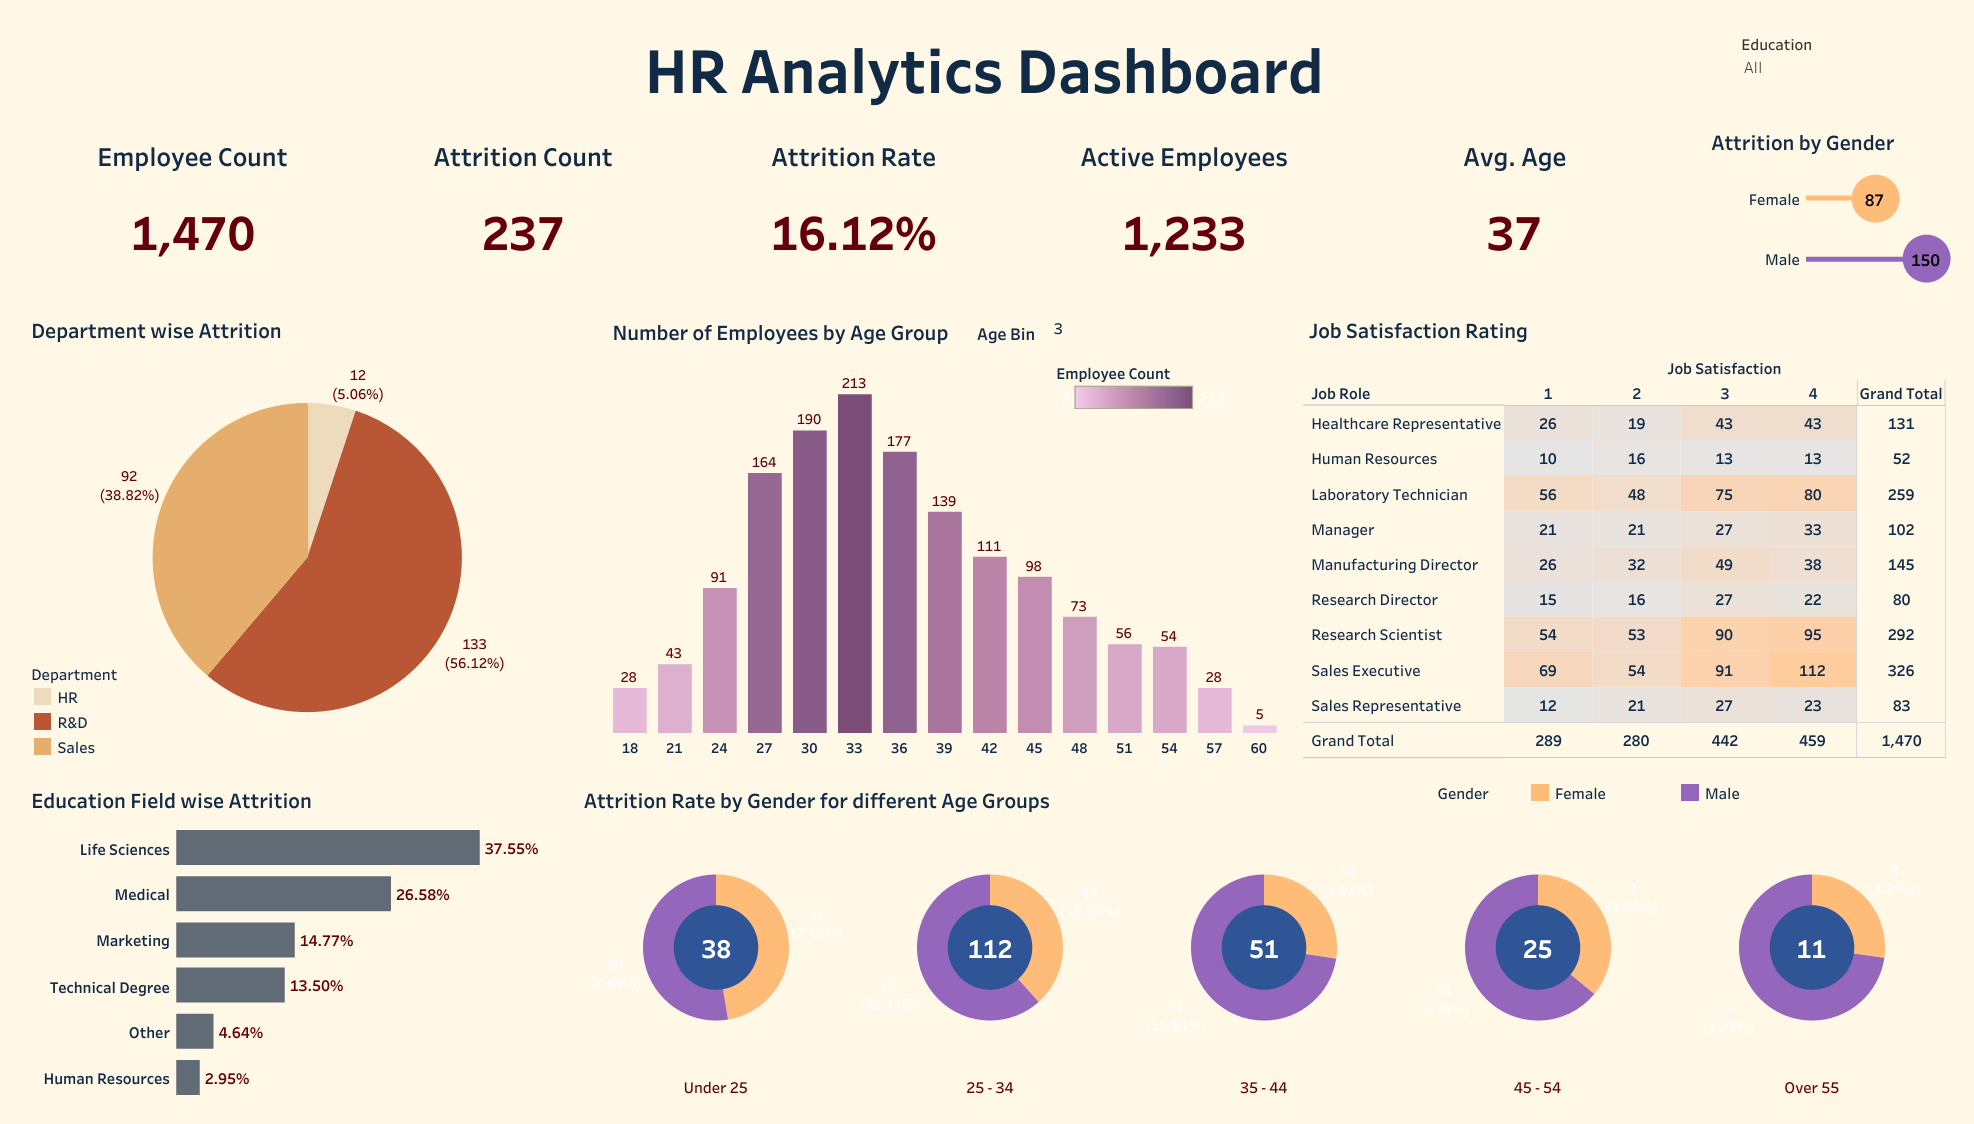 HR Analytics Dashboard
Education
All
Employee Count
1,470
Attrition Count
237
Attrition Rate
16.12%
Active Employees
1,233
Avg. Age
37
Attrition by Gender
Female 87
Male 150
Department wise Attrition
12
(5.06%)
92
(38.82%)
133
(56.12%)
Department
HR
R&D
Sales
Number of Employees by Age Group
Age Bin 3
Employee Count
5 213
28 43 91 164 190 213 177 139 111 98 73 56 54 28 5
18 21 24 27 30 33 36 39 42 45 48 51 54 57 60
Job Satisfaction Rating
Job Satisfaction
Job Role 1 2 3 4 Grand Total
Healthcare Representative 26 19 43 43 131
Human Resources 10 16 13 13 52
Laboratory Technician 56 48 75 80 259
Manager 21 21 27 33 102
Manufacturing Director 26 32 49 38 145
Research Director 15 16 27 22 80
Research Scientist 54 53 90 95 292
Sales Executive 69 54 91 112 326
Sales Representative 12 21 27 23 83
Grand Total 289 280 442 459 1,470
Education Field wise Attrition
Life Sciences 37.55%
Medical 26.58%
Marketing 14.77%
Technical Degree 13.50%
Other 4.64%
Human Resources 2.95%
Attrition Rate by Gender for different Age Groups
Gender Female Male
18
(7.59%)
20
(8.44%)
38
Under 25
43
(18.14%)
69
(29.11%)
112
25 - 34
14
(5.91%)
37
(15.61%)
51
35 - 44
9
(3.80%)
16
(6.75%)
25
45 - 54
3
(1.27%)
8
(3.38%)
11
Over 55